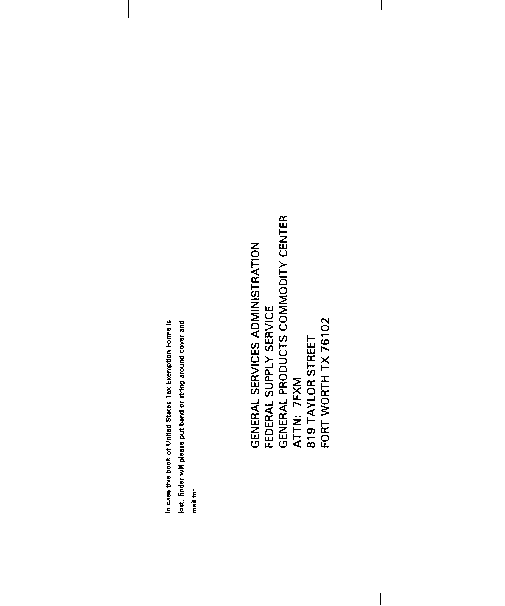 In case this book of United States Tax Exemption Forms is
lost, finder will please put band or string around cover and
mail to:
GENERAL SERVICES ADMINISTRATION
FEDERAL SUPPLY SERVICE
GENERAL PRODUCTS COMMODITY CENTER
ATTN: 7FXM
819 TAYLOR STREET
FORT WORTH TX 76102